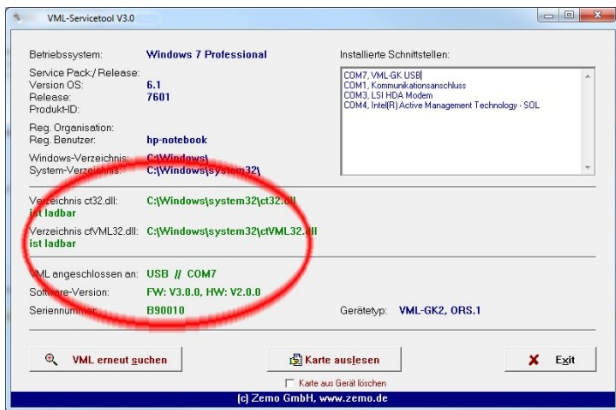 VML-Servicetool V3.0
Betriebssystem: Windows 7 Professional
Service Pack/Release:
Version OS: 6.1
Release: 7601
Produkt-ID:
Reg. Organisation:
Reg. Benutzer: hp-notebook
Windows-Verzeichnis: C:\Windows\
System-Verzeichnis: C:\Windows\system32\
Installierte Schnittstellen:
COM7, VML-GK USB
COM1, Kommunikationsanschluss
COM3, LSI HDA Modem
COM4, Intel(R) Active Management Technology - SOL
Verzeichnis ct32.dll: C:\Windows\system32\ct32.dll
ist ladbar
Verzeichnis ctVML32.dll: C:\Windows\system32\ctVML32.dll
ist ladbar
VML angeschlossen an: USB // COM7
Software-Version: FW: V3.0.0, HW: V2.0.0
Seriennummer: B90010
Gerätetyp: VML-GK2, ORS.1
VML erneut suchen
Karte auslesen
Exit
Karte aus Gerät löschen
[c] Zemo GmbH, www.zemo.de